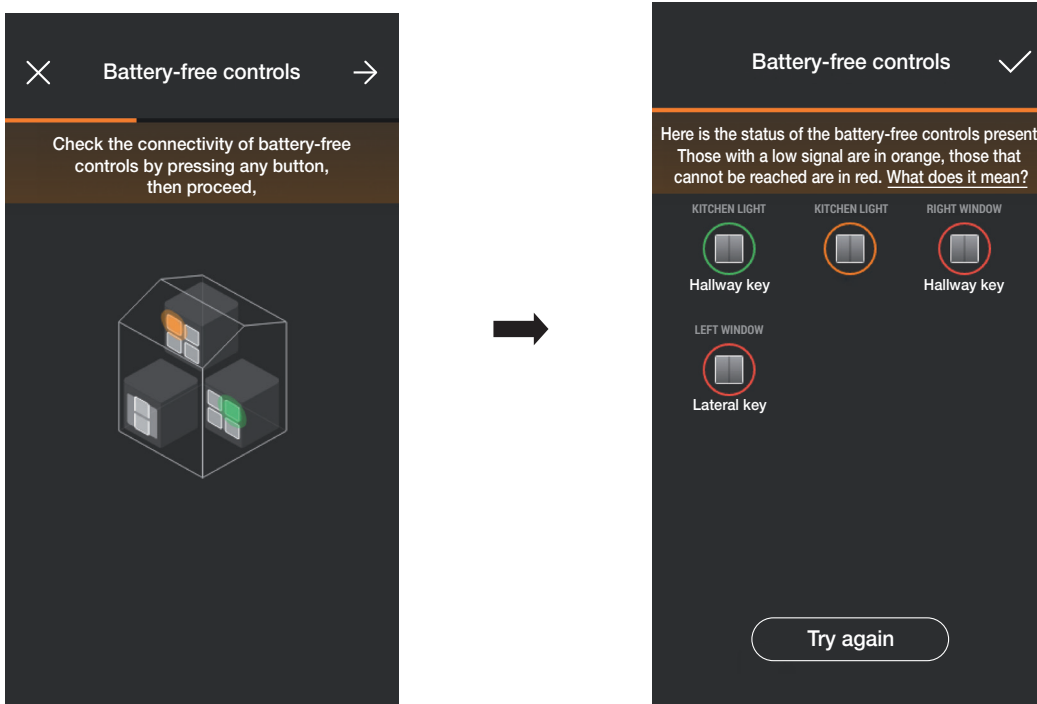 Battery-free controls
Check the connectivity of battery-free
controls by pressing any button,
then proceed,
Battery-free controls
Here is the status of the battery-free controls present
Those with a low signal are in orange, those that
cannot be reached are in red. What does it mean?
KITCHEN LIGHT KITCHEN LIGHT RIGHT WINDOW
Hallway key Hallway key
LEFT WINDOW
Lateral key
Try again